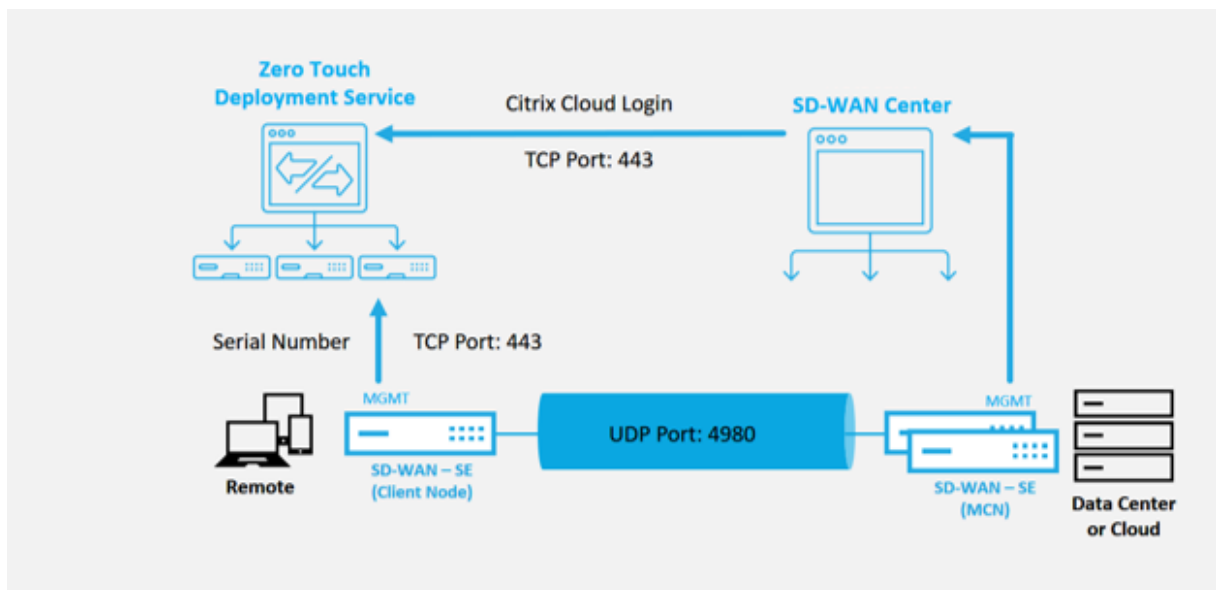 Zero Touch
Deployment Service
Citrix Cloud Login
SD-WAN Center
TCP Port: 443
Serial Number
TCP Port: 443
MGMT
MGMT
UDP Port: 4980
SD-WAN – SE
(Client Node)
Remote
SD-WAN – SE
(MCN)
Data Center
or Cloud